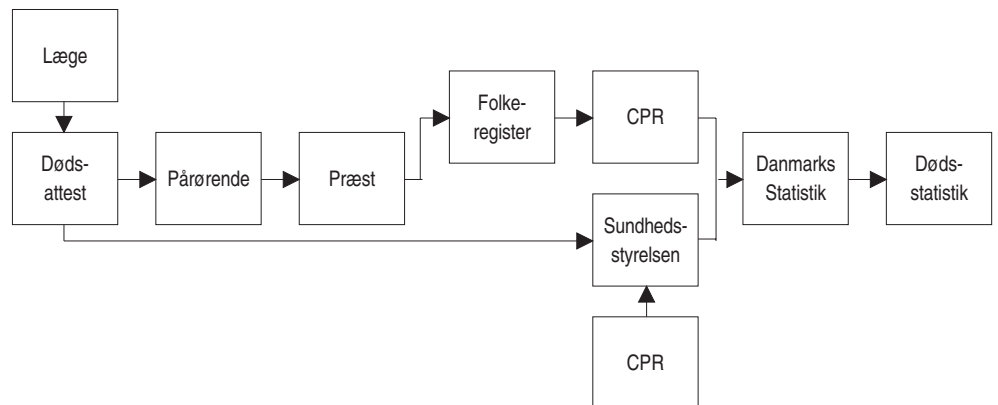 Læge
Døds-
attest
Pårørende
Præst
Folke-
register
CPR
Sundheds-
styrelsen
CPR
Danmarks
Statistik
Døds-
statistik